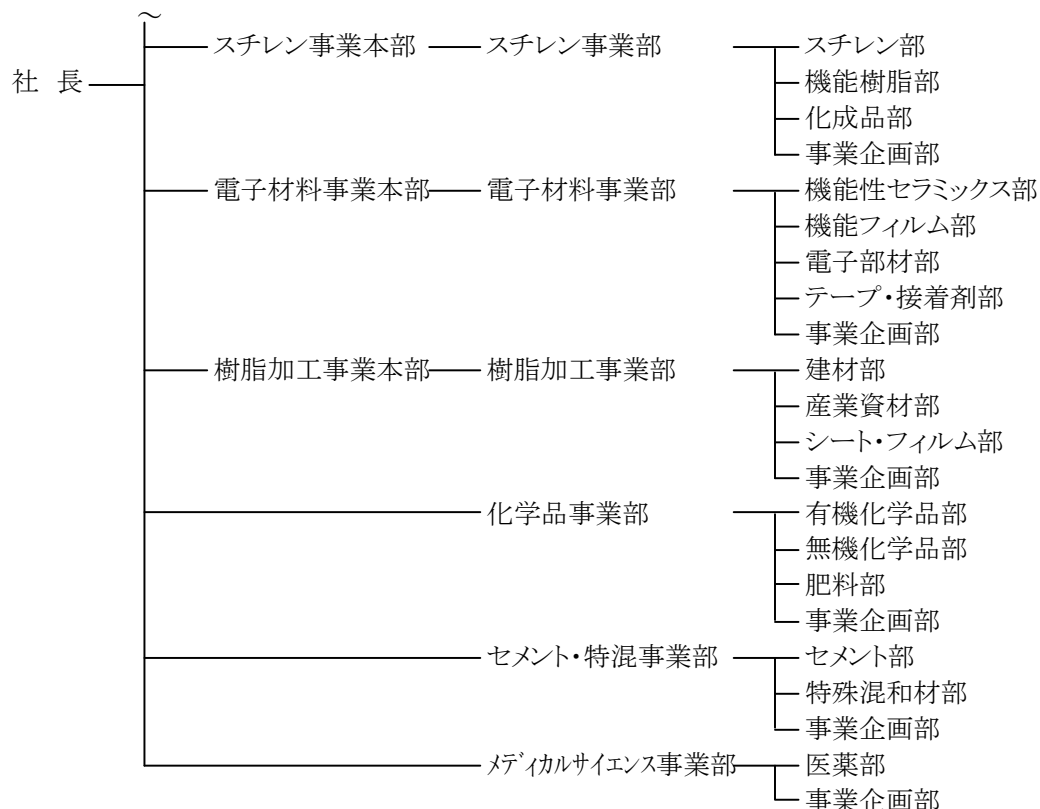 スチレン事業本部 スチレン事業部 スチレン部
社 長
機能樹脂部
化成品部
事業企画部
電子材料事業本部 電子材料事業部 機能性セラミックス部
機能フィルム部
電子部材部
テープ・接着剤部
事業企画部
樹脂加工事業本部 樹脂加工事業部 建材部
産業資材部
シート・フィルム部
事業企画部
化学品事業部 有機化学品部
無機化学品部
肥料部
事業企画部
セメント・特混事業部 セメント部
特殊混和材部
事業企画部
メディカルサイエンス事業部 医薬部
事業企画部